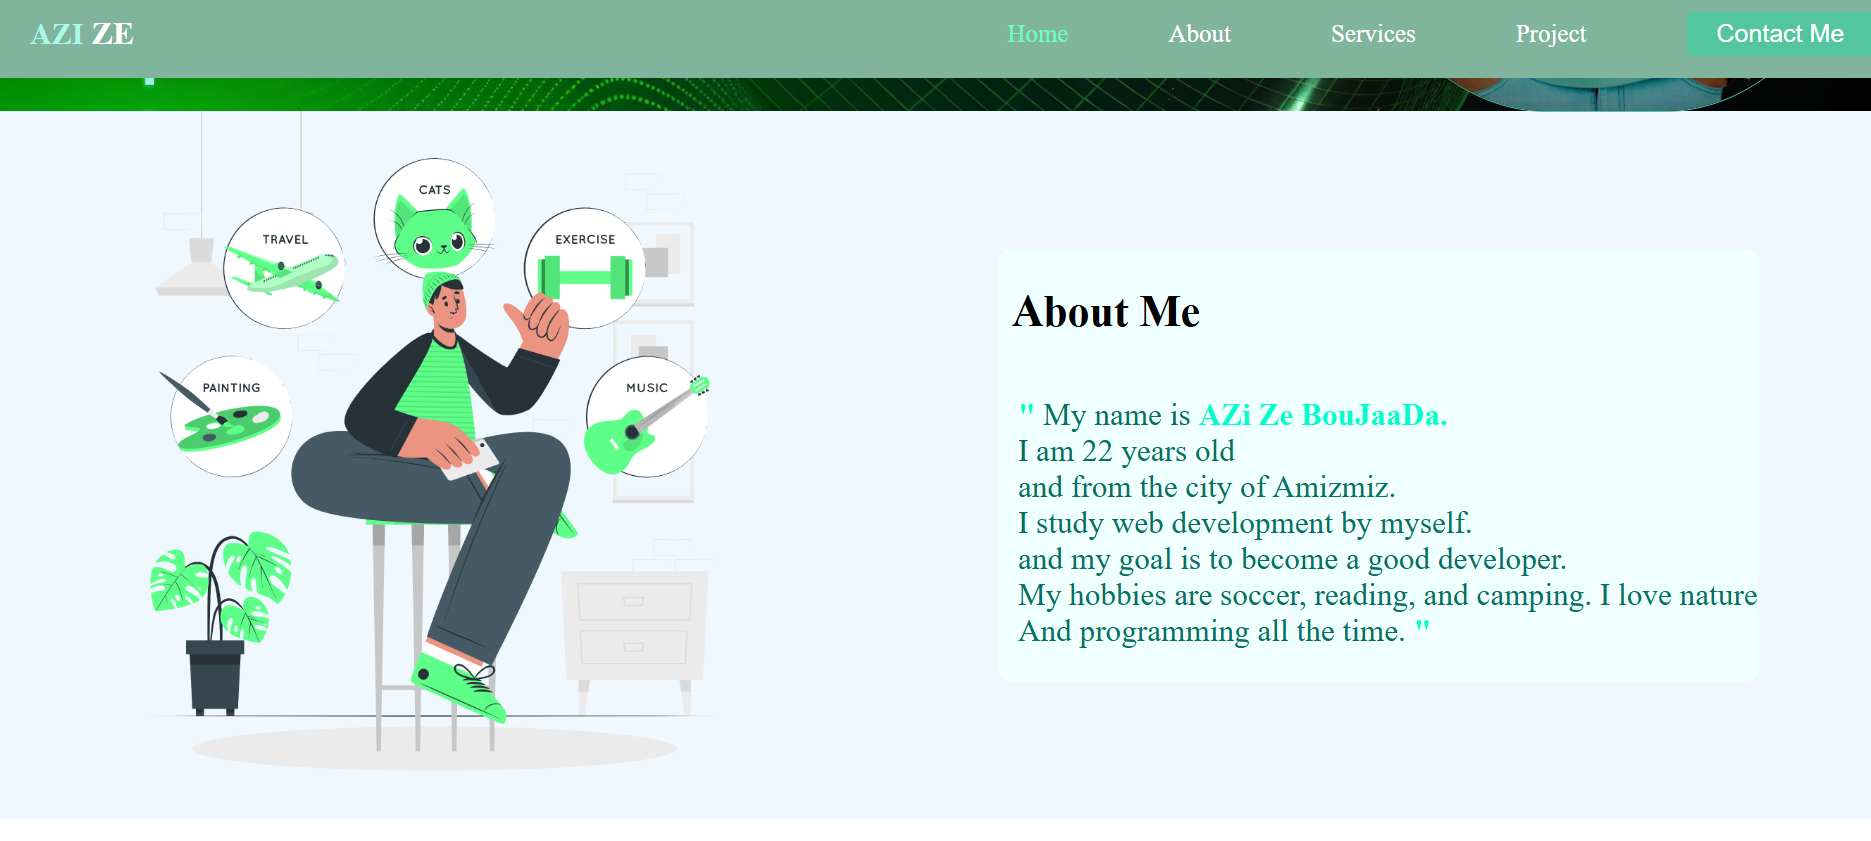 AZI ZE
Home About Services Project Contact Me
CATS
TRAVEL
EXERCISE
PAINTING
MUSIC
About Me
" My name is AZi Ze BouJaaDa.
I am 22 years old
and from the city of Amizmiz.
I study web development by myself.
and my goal is to become a good developer.
My hobbies are soccer, reading, and camping. I love nature
And programming all the time. "